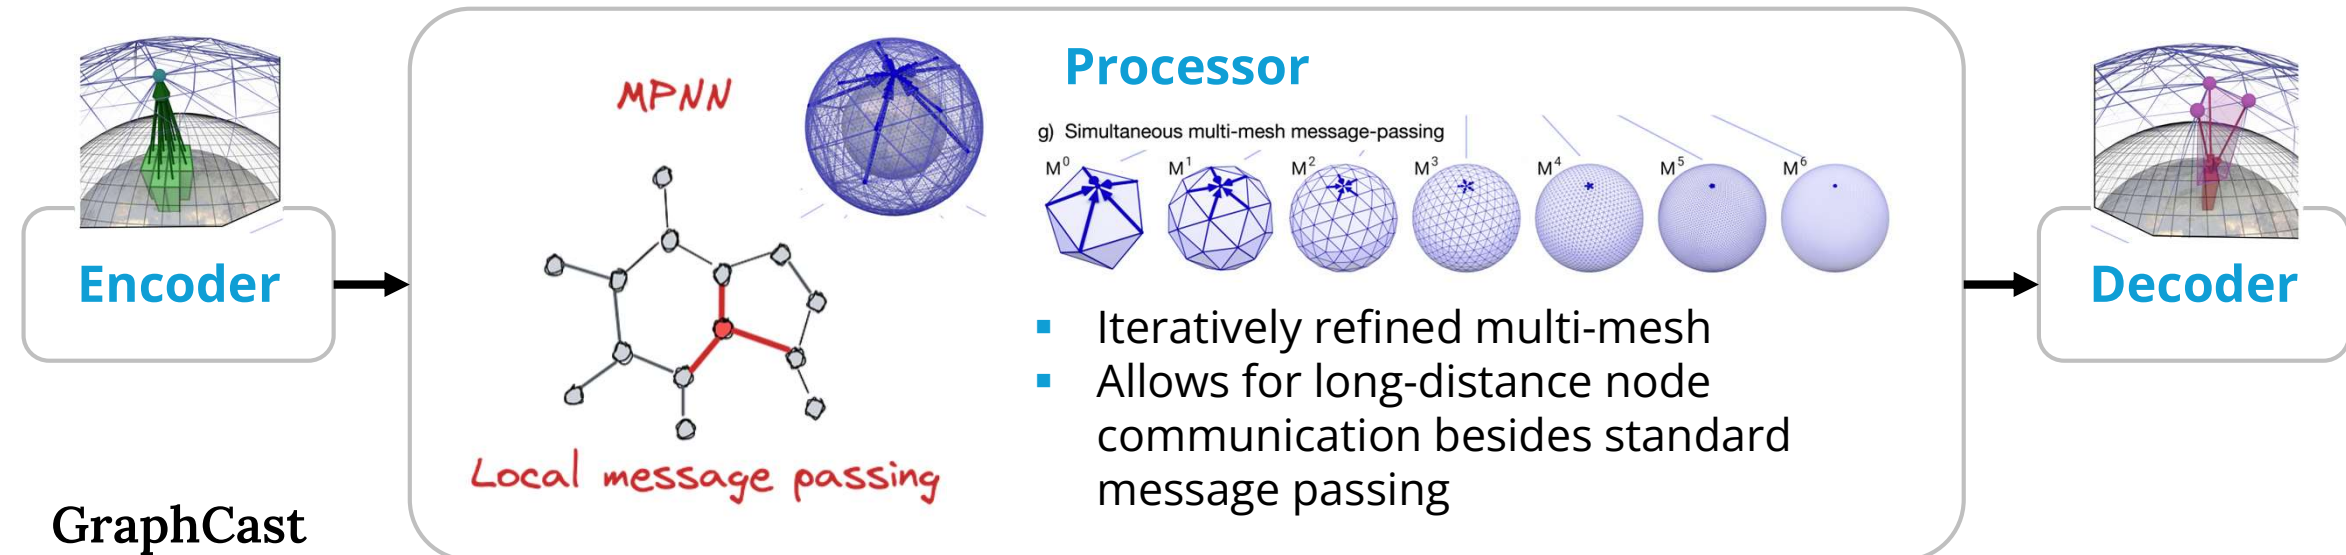 Encoder
MPNN
Local message passing
Processor
g) Simultaneous multi-mesh message-passing
M0 M1 M2 M3 M4 M5 M6
▪ Iteratively refined multi-mesh
▪ Allows for long-distance node
communication besides standard
message passing
Decoder
GraphCast